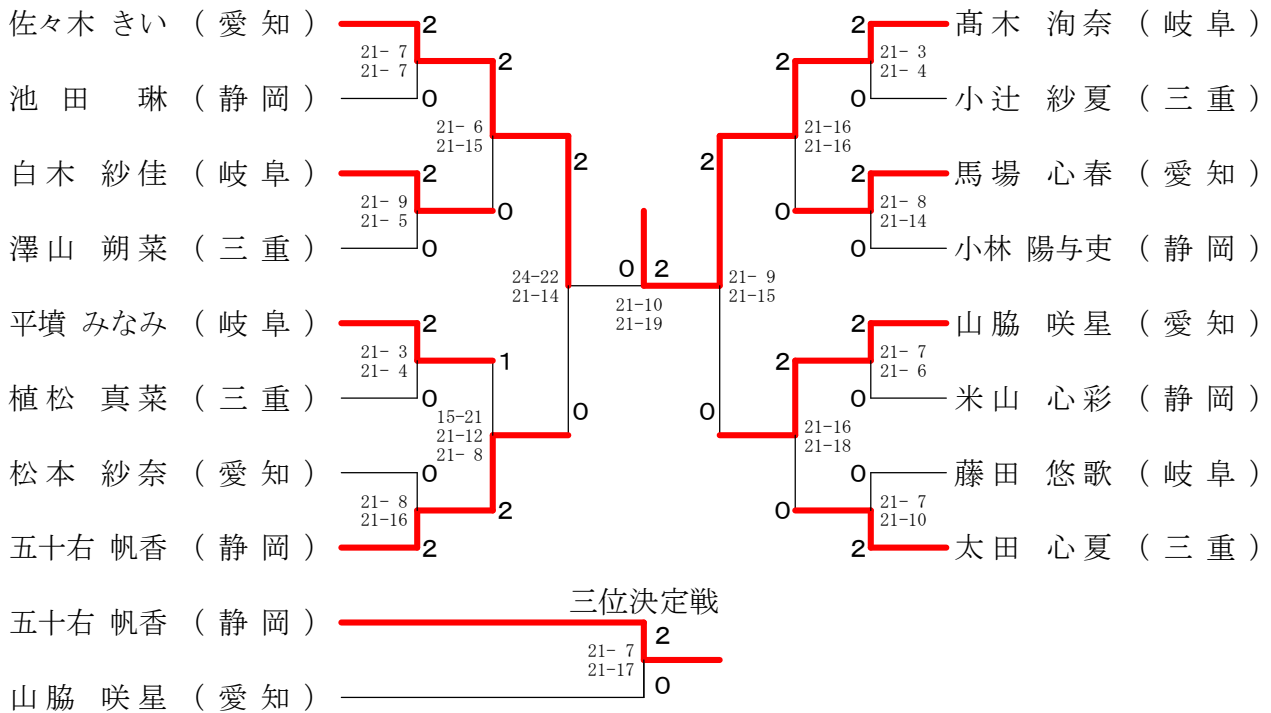 佐々木 きい （ 愛 知 ） 2 2 髙 木 洵奈 （ 岐 阜 ）
21- 7 2 2 21- 3
21- 7 21- 4
池 田 琳 （ 静 岡 ） 0 0 小 辻 紗 夏 （ 三 重 ）
21- 6 21-16
21-15 2 2 21-16
白 木 紗 佳 （ 岐 阜 ） 2 2 馬 場 心 春 （ 愛 知 ）
21- 9 0 0 21- 8
21- 5 21-14
澤 山 朔 菜 （ 三 重 ） 0 0 小林 陽与吏 （ 静 岡 ）
24-22 0 2 21- 9
21-14 21-15
21-10
21-19
平墳 みなみ （ 岐 阜 ） 2 2 山 脇 咲 星 （ 愛 知 ）
21- 3 1 2 21- 7
21- 4 21- 6
植 松 真 菜 （ 三 重 ） 0 0 米 山 心 彩 （ 静 岡 ）
15-21 0 0 21-16
21-12 21-18
21- 8
松 本 紗 奈 （ 愛 知 ） 0 0 藤 田 悠 歌 （ 岐 阜 ）
21- 8 2 0 21- 7
21-16 21-10
五十右 帆香 （ 静 岡 ） 2 2 太 田 心 夏 （ 三 重 ）
三位決定戦
五十右 帆香 （ 静 岡 ） 2
21- 7
21-17
山 脇 咲 星 （ 愛 知 ） 0